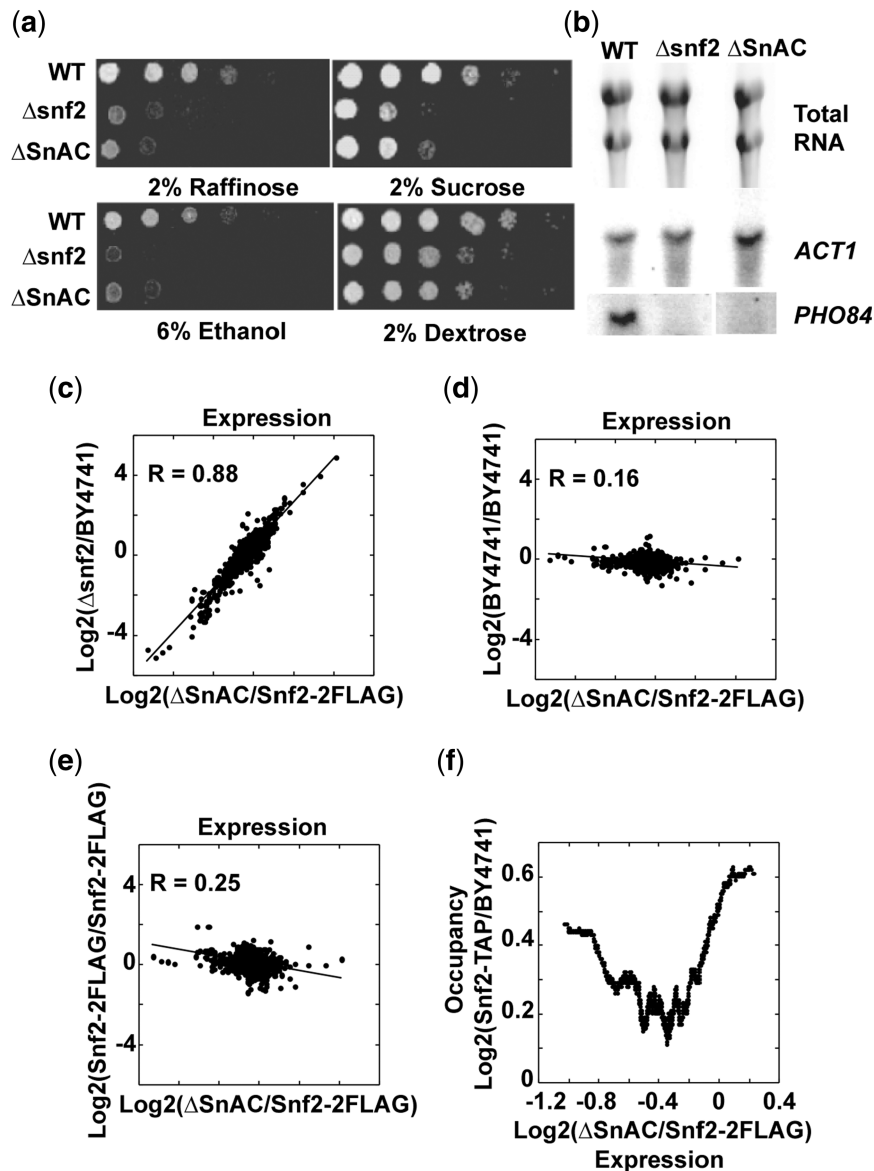 (a)
WT
Δsnf2
ΔSnAC
2% Raffinose
2% Sucrose
WT
Δsnf2
ΔSnAC
6% Ethanol
2% Dextrose
(b)
WT Δsnf2 ΔSnAC
Total
RNA
ACT1
PHO84
(c)
Expression
R = 0.88
4
0
-4
Log2(Δsnf2/BY4741)
Log2(ΔSnAC/Snf2-2FLAG)
(d)
Expression
R = 0.16
4
0
-4
Log2(BY4741/BY4741)
Log2(ΔSnAC/Snf2-2FLAG)
(e)
Expression
R = 0.25
4
0
-4
Log2(Snf2-2FLAG/Snf2-2FLAG)
Log2(ΔSnAC/Snf2-2FLAG)
(f)
Occupancy
Log2(Snf2-TAP/BY4741)
0.6
0.4
0.2
0
-1.2 -0.8 -0.4 0 0.4
Log2(ΔSnAC/Snf2-2FLAG)
Expression